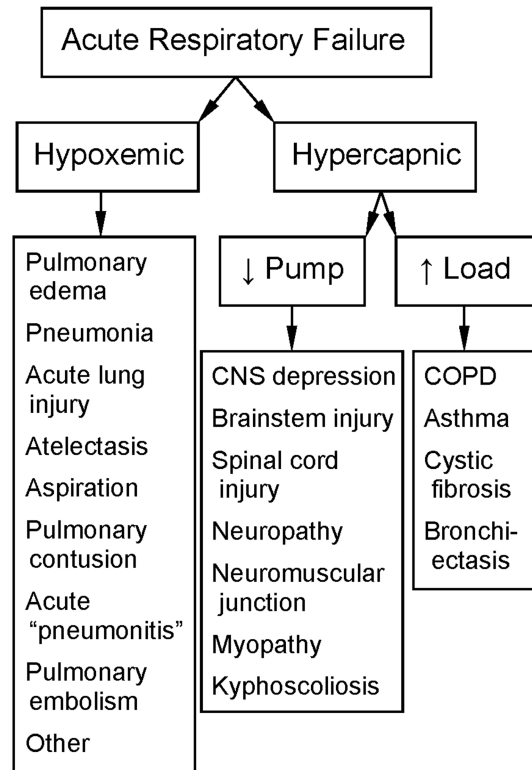 Acute Respiratory Failure
Hypoxemic
Hypercapnic
↓ Pump
↑ Load
Pulmonary
edema
Pneumonia
Acute lung
injury
Atelectasis
Aspiration
Pulmonary
contusion
Acute
“pneumonitis”
Pulmonary
embolism
Other
CNS depression
Brainstem injury
Spinal cord
injury
Neuropathy
Neuromuscular
junction
Myopathy
Kyphoscoliosis
COPD
Asthma
Cystic
fibrosis
Bronchi-
ectasis